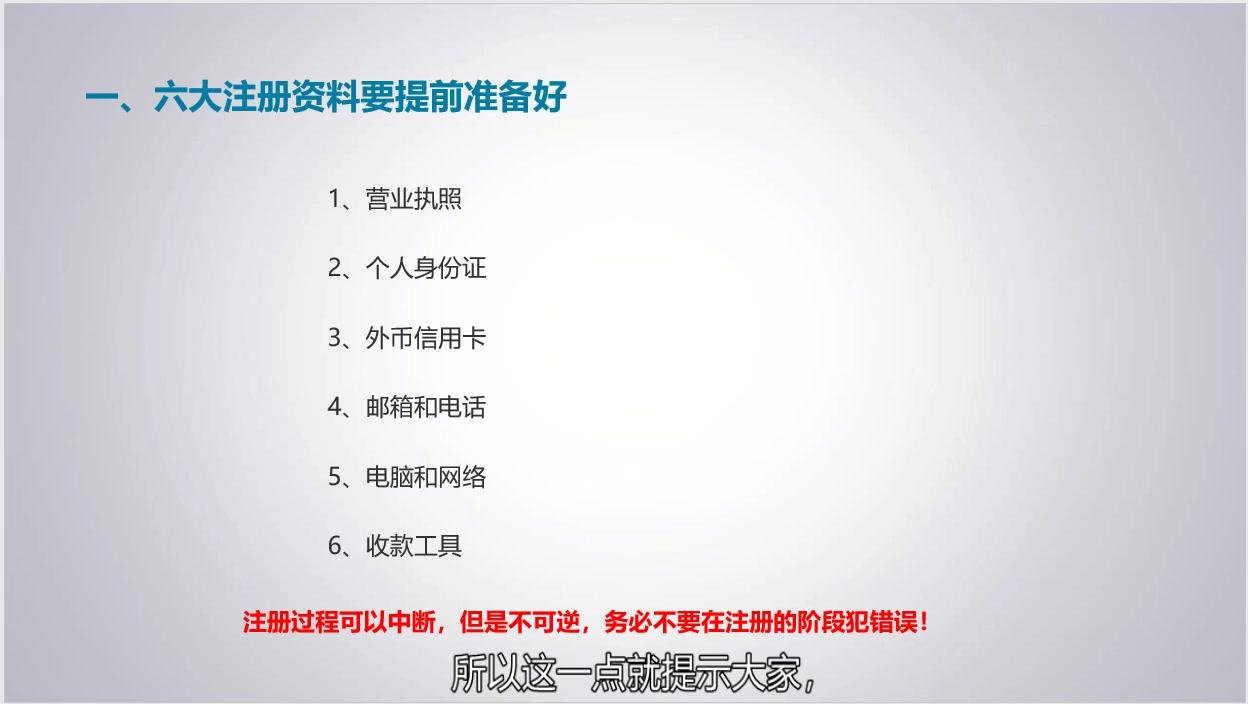 一、六大注册资料要提前准备好
1、营业执照
2、个人身份证
3、外币信用卡
4、邮箱和电话
5、电脑和网络
6、收款工具
注册过程可以中断，但是不可逆，务必不要在注册的阶段犯错误！
所以这一点就提示大家，